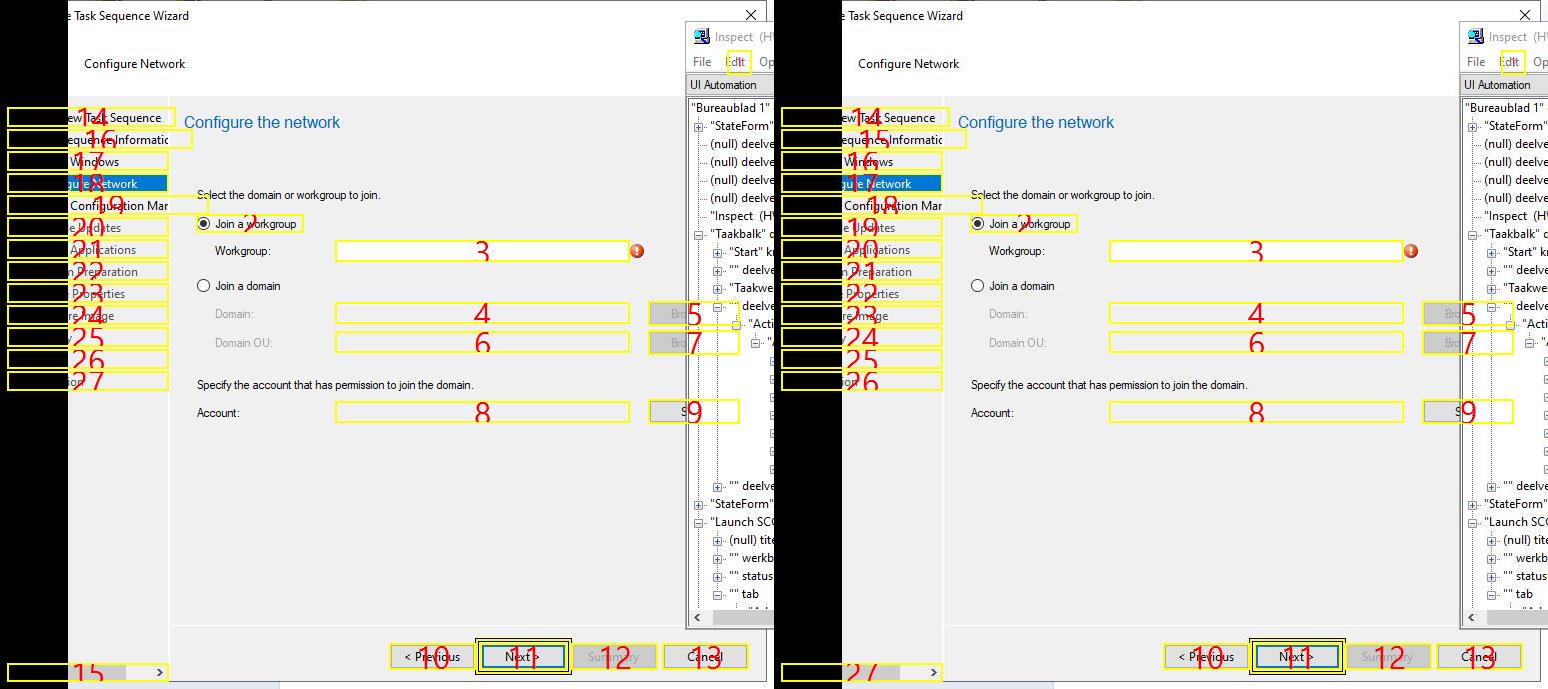 e Task Sequence Wizard
Inspect (H
Configure Network
File Edit Op
UI Automation
"Bureaublad 1"
14 ew Task Sequence
Configure the network
"StateForm"
16 equence Informatic
(null) deelve
17 Windows
(null) deelve
18 gure Network
(null) deelve
Select the domain or workgroup to join.
(null) deelve
19 Configuration Mar
"Inspect (H
20 e Updates
Join a workgroup 2
"Taakbalk" d
21 Applications
Workgroup: 3
"Start" k
22 m Preparation
"" deelve
23 e Properties
Join a domain
"Taakwe
24 re Image
Domain: 4
5 Bro
deelve
"Acti
25
Domain OU: 6
7 Bro
26
27 ion
Specify the account that has permission to join the domain.
Account: 8
9 S
"" deelve
"StateForm"
"Launch SCC
(null) tite
"" werkb
"" status
"" tab
15
< Previous 10
Next > 11
Summary 12
Cancel 13
e Task Sequence Wizard
Inspect (H
Configure Network
File Edit Op
UI Automation
"Bureaublad 1"
14 ew Task Sequence
Configure the network
"StateForm"
15 equence Informatic
(null) deelve
16 Windows
(null) deelve
17 gure Network
(null) deelve
Select the domain or workgroup to join.
(null) deelve
18 Configuration Mar
"Inspect (H
19 e Updates
Join a workgroup 2
"Taakbalk" d
20 Applications
Workgroup: 3
"Start" k
21 m Preparation
"" deelve
22 e Properties
Join a domain
"Taakwe
23 re Image
Domain: 4
5 Bro
deelve
"Acti
24
Domain OU: 6
7 Bro
25
26 ion
Specify the account that has permission to join the domain.
Account: 8
9 S
"" deelve
"StateForm"
"Launch SCC
(null) tite
"" werkb
"" status
"" tab
27
< Previous 10
Next > 11
Summary 12
Cancel 13